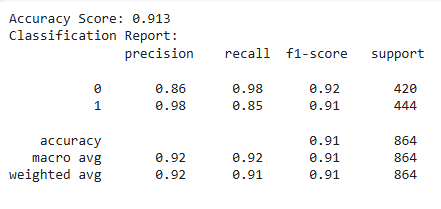 Accuracy Score: 0.913
Classification Report:
precision recall f1-score support
0 0.86 0.98 0.92 420
1 0.98 0.85 0.91 444
accuracy 0.91 864
macro avg 0.92 0.92 0.91 864
weighted avg 0.92 0.91 0.91 864